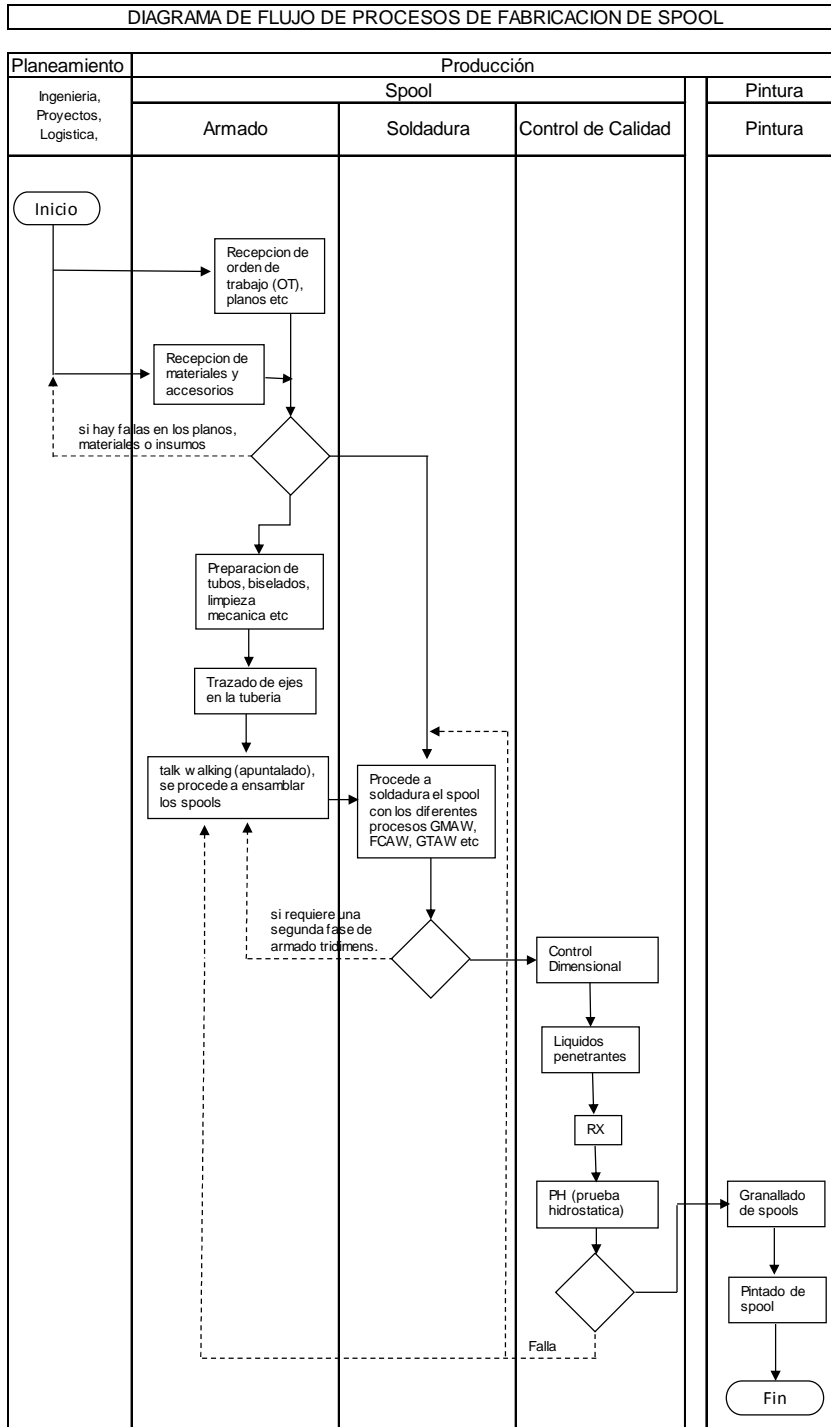 DIAGRAMA DE FLUJO DE PROCESOS DE FABRICACION DE SPOOL
Planeamiento
Producción
Ingenieria,
Proyectos,
Logistica,
Spool
Pintura
Armado
Soldadura
Control de Calidad
Pintura
Inicio
Recepcion de
orden de
trabajo (OT),
planos etc
Recepcion de
materiales y
accesorios
si hay fallas en los planos,
materiales o insumos
Preparacion de
tubos, biselados,
limpieza
mecanica etc
Trazado de ejes
en la tuberia
talk walking (apuntalado),
se procede a ensamblar
los spools
Procede a
soldadura el spool
con los diferentes
procesos GMAW,
FCAW, GTAW etc
si requiere una
segunda fase de
armado tridimens.
Control
Dimensional
Liquidos
penetrantes
RX
PH (prueba
hidrostatica)
Granallado
de spools
Pintado de
spool
Falla
Fin